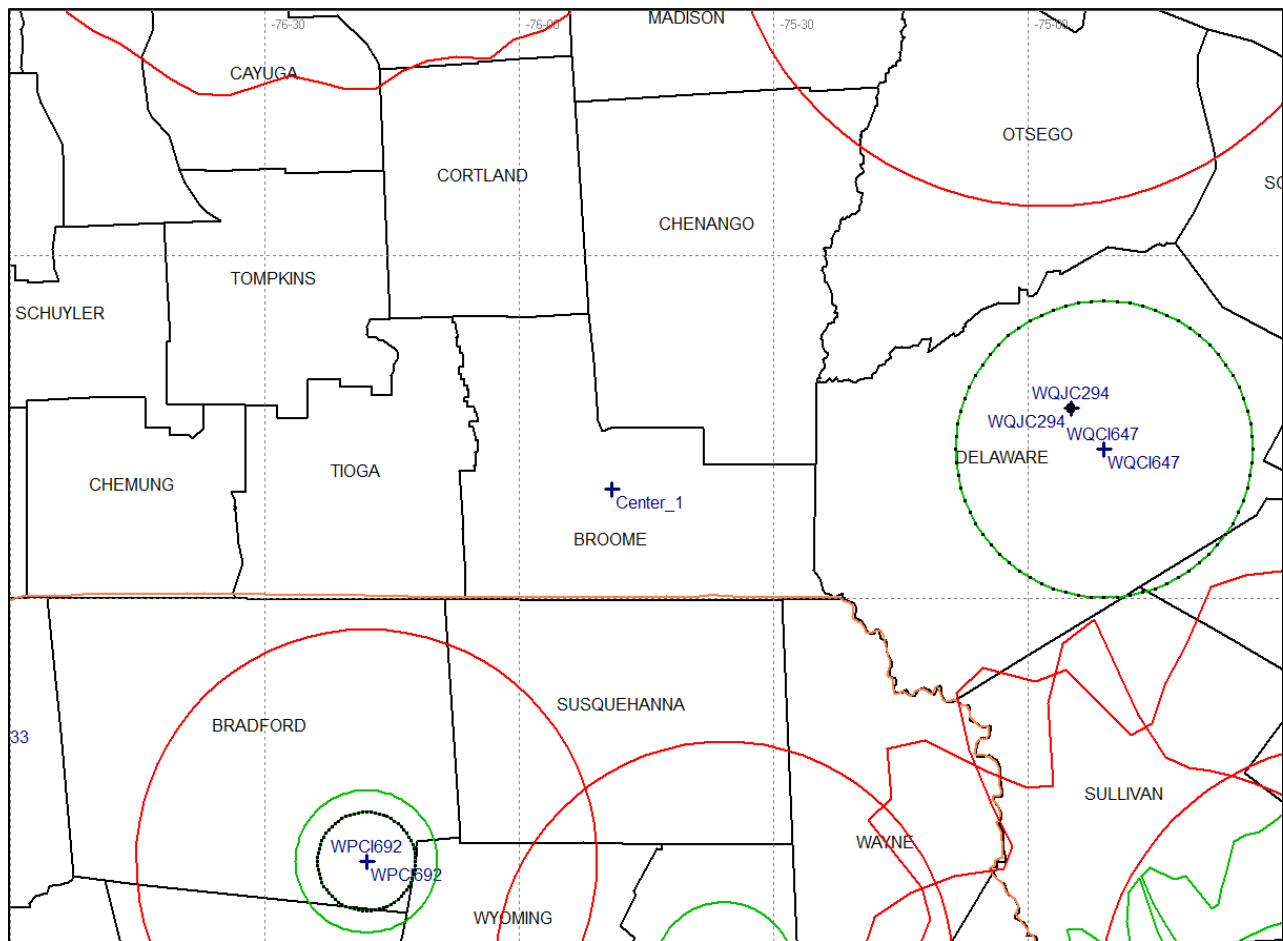 MADISON
-76-30
-76-00
-75-30
-75-00
CAYUGA
OTSEGO
CORTLAND
SC
CHENANGO
TOMPKINS
SCHUYLER
WQJC294
WQJC294
WQCI647
DELAWARE
WQCI647
TIOGA
CHEMUNG
Center_1
BROOME
SUSQUEHANNA
BRADFORD
33
SULLIVAN
WAYNE
WPCI692
WPCI692
WYOMING